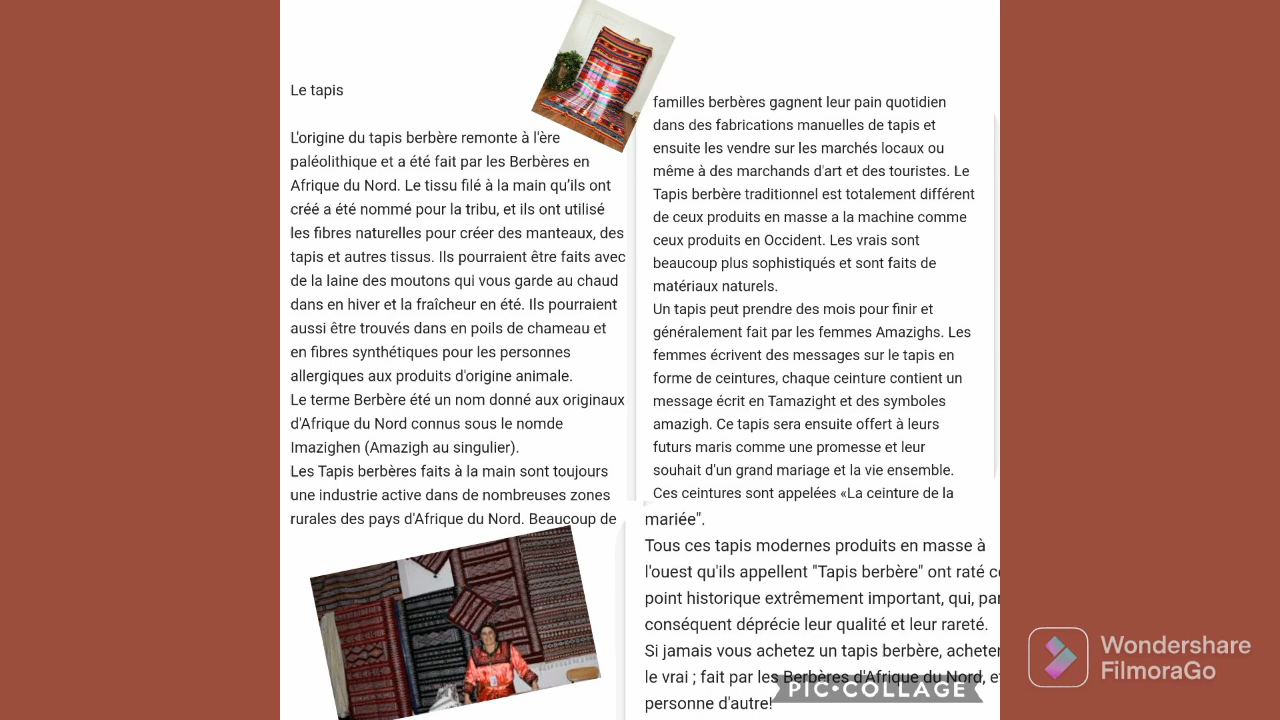 Le tapis
L'origine du tapis berbère remonte à l'ère
paléolithique et a été fait par les Berbères en
Afrique du Nord. Le tissu filé à la main qu'ils ont
créé a été nommé pour la tribu, et ils ont utilisé
les fibres naturelles pour créer des manteaux, des
tapis et autres tissus. Ils pourraient être faits avec
de la laine des moutons qui vous garde au chaud
dans en hiver et la fraîcheur en été. Ils pourraient
aussi être trouvés dans en poils de chameau et
en fibres synthétiques pour les personnes
allergiques aux produits d'origine animale.
Le terme Berbère été un nom donné aux originaux
d'Afrique du Nord connus sous le nomde
Imazighen (Amazigh au singulier).
Les Tapis berbères faits à la main sont toujours
une industrie active dans de nombreuses zones
rurales des pays d'Afrique du Nord. Beaucoup de
familles berbères gagnent leur pain quotidien
dans des fabrications manuelles de tapis et
ensuite les vendre sur les marchés locaux ou
même à des marchands d'art et des touristes. Le
Tapis berbère traditionnel est totalement différent
de ceux produits en masse a la machine comme
ceux produits en Occident. Les vrais sont
beaucoup plus sophistiqués et sont faits de
matériaux naturels.
Un tapis peut prendre des mois pour finir et
généralement fait par les femmes Amazighs. Les
femmes écrivent des messages sur le tapis en
forme de ceintures, chaque ceinture contient un
message écrit en Tamazight et des symboles
amazigh. Ce tapis sera ensuite offert à leurs
futurs maris comme une promesse et leur
souhait d'un grand mariage et la vie ensemble.
Ces ceintures sont appelées «La ceinture de la
mariée".
Tous ces tapis modernes produits en masse à
l'ouest qu'ils appellent "Tapis berbère" ont raté
point historique extrêmement important, qui, par
conséquent déprécie leur qualité et leur rareté.
Si jamais vous achetez un tapis berbère, acheter
le vrai ; fait par les Berbères d'Afrique du Nord,
personne d'autre!
PIC•COLLAGE
Wondershare
FilmoraGo